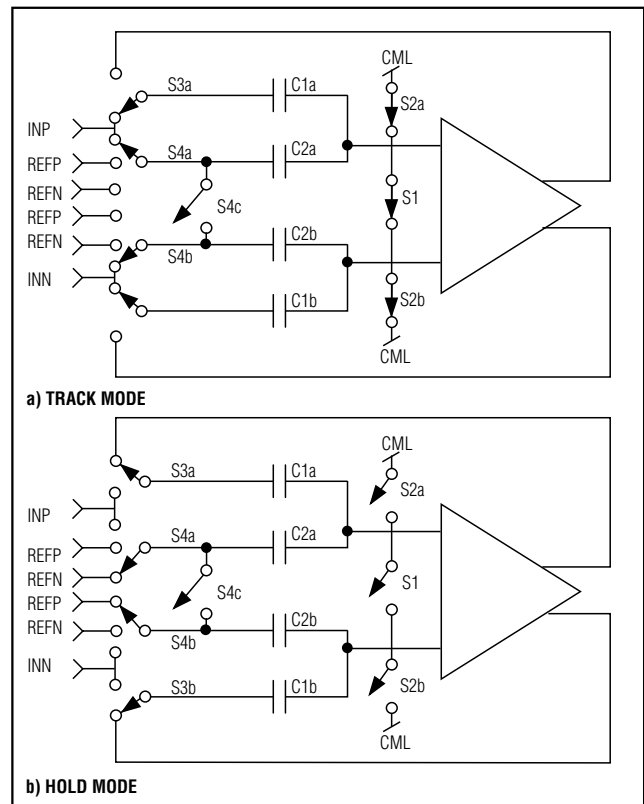 CML
S3a
C1a
S2a
INP
REFP
S4a
C2a
REFN
S1
REFP
S4c
REFN
C2b
S4b
INN
C1b
S2b
CML
a) TRACK MODE
CML
S3a
C1a
S2a
INP
REFP
S4a
C2a
REFN
S1
REFP
S4c
REFN
C2b
S4b
INN
S3b
C1b
S2b
CML
b) HOLD MODE